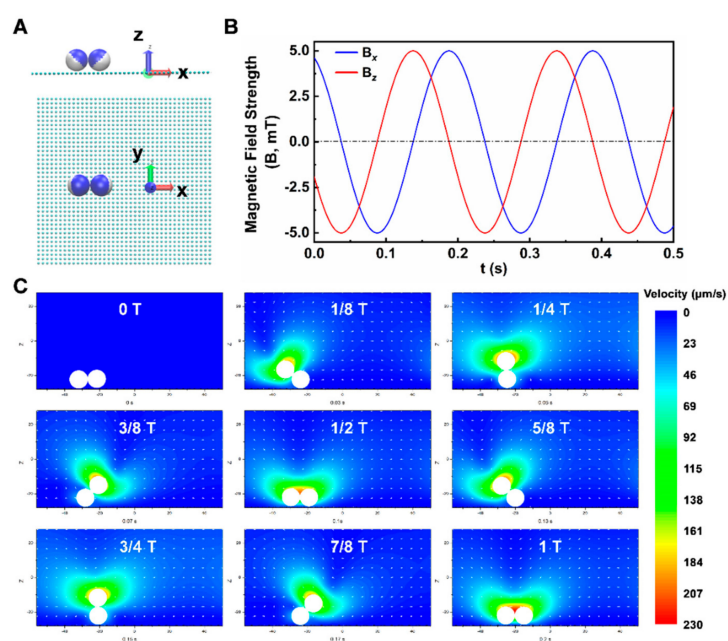 A
z
x
y
x
B
Magnetic Field Strength
(B, mT)
5.0
2.5
0.0
-2.5
-5.0
Bx
Bz
0.0 0.1 0.2 0.3 0.4 0.5
t (s)
C
0 T
1/8 T
1/4 T
3/8 T
1/2 T
5/8 T
3/4 T
7/8 T
1 T
Velocity (µm/s)
0
23
46
69
92
115
138
161
184
207
230